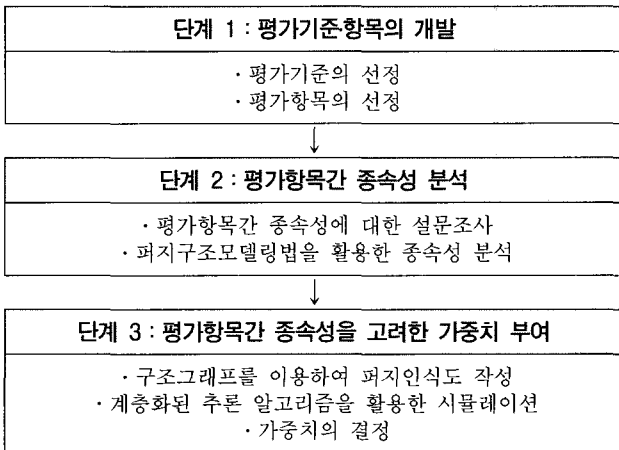 단계 1 : 평가기준·항목의 개발
· 평가기준의 선정
· 평가항목의 선정
↓
단계 2 : 평가항목간 종속성 분석
· 평가항목간 종속성에 대한 설문조사
· 퍼지구조모델링법을 활용한 종속성 분석
↓
단계 3 : 평가항목간 종속성을 고려한 가중치 부여
· 구조그래프를 이용하여 퍼지인식도 작성
· 계층화된 추론 알고리즘을 활용한 시뮬레이션
· 가중치의 결정